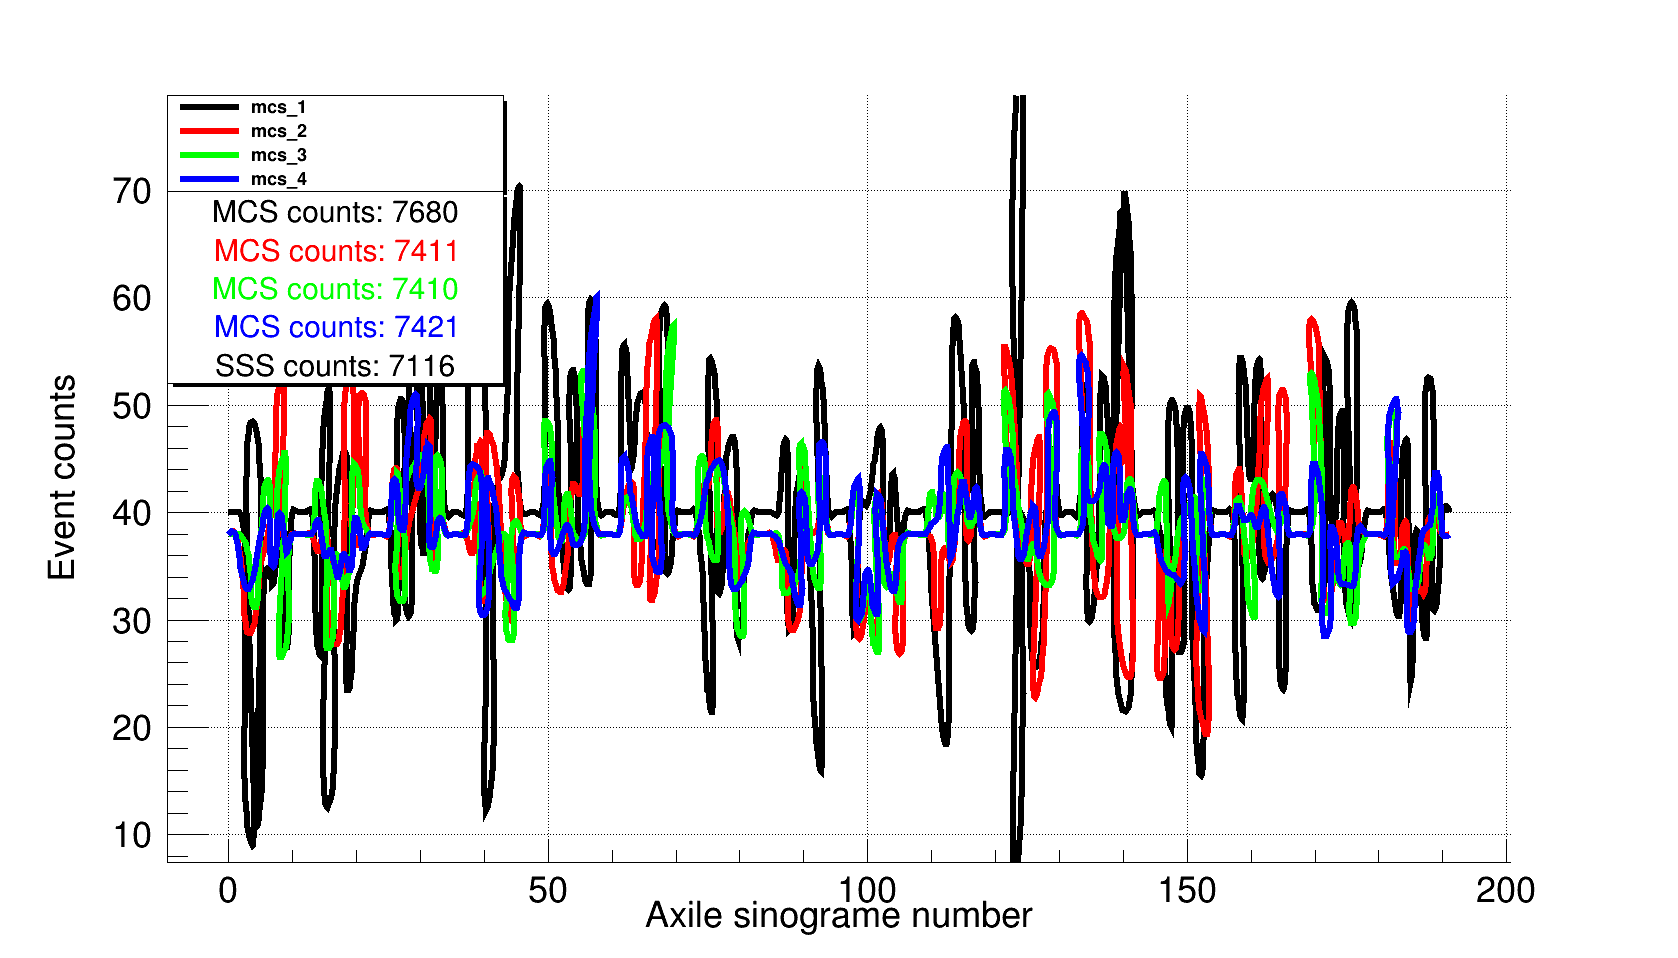 mcs_1
mcs_2
mcs_3
mcs_4
MCS counts: 7680
MCS counts: 7411
MCS counts: 7410
MCS counts: 7421
SSS counts: 7116
70
60
50
40
30
20
10
Event counts
0 50 100 150 200
Axile sinograme number